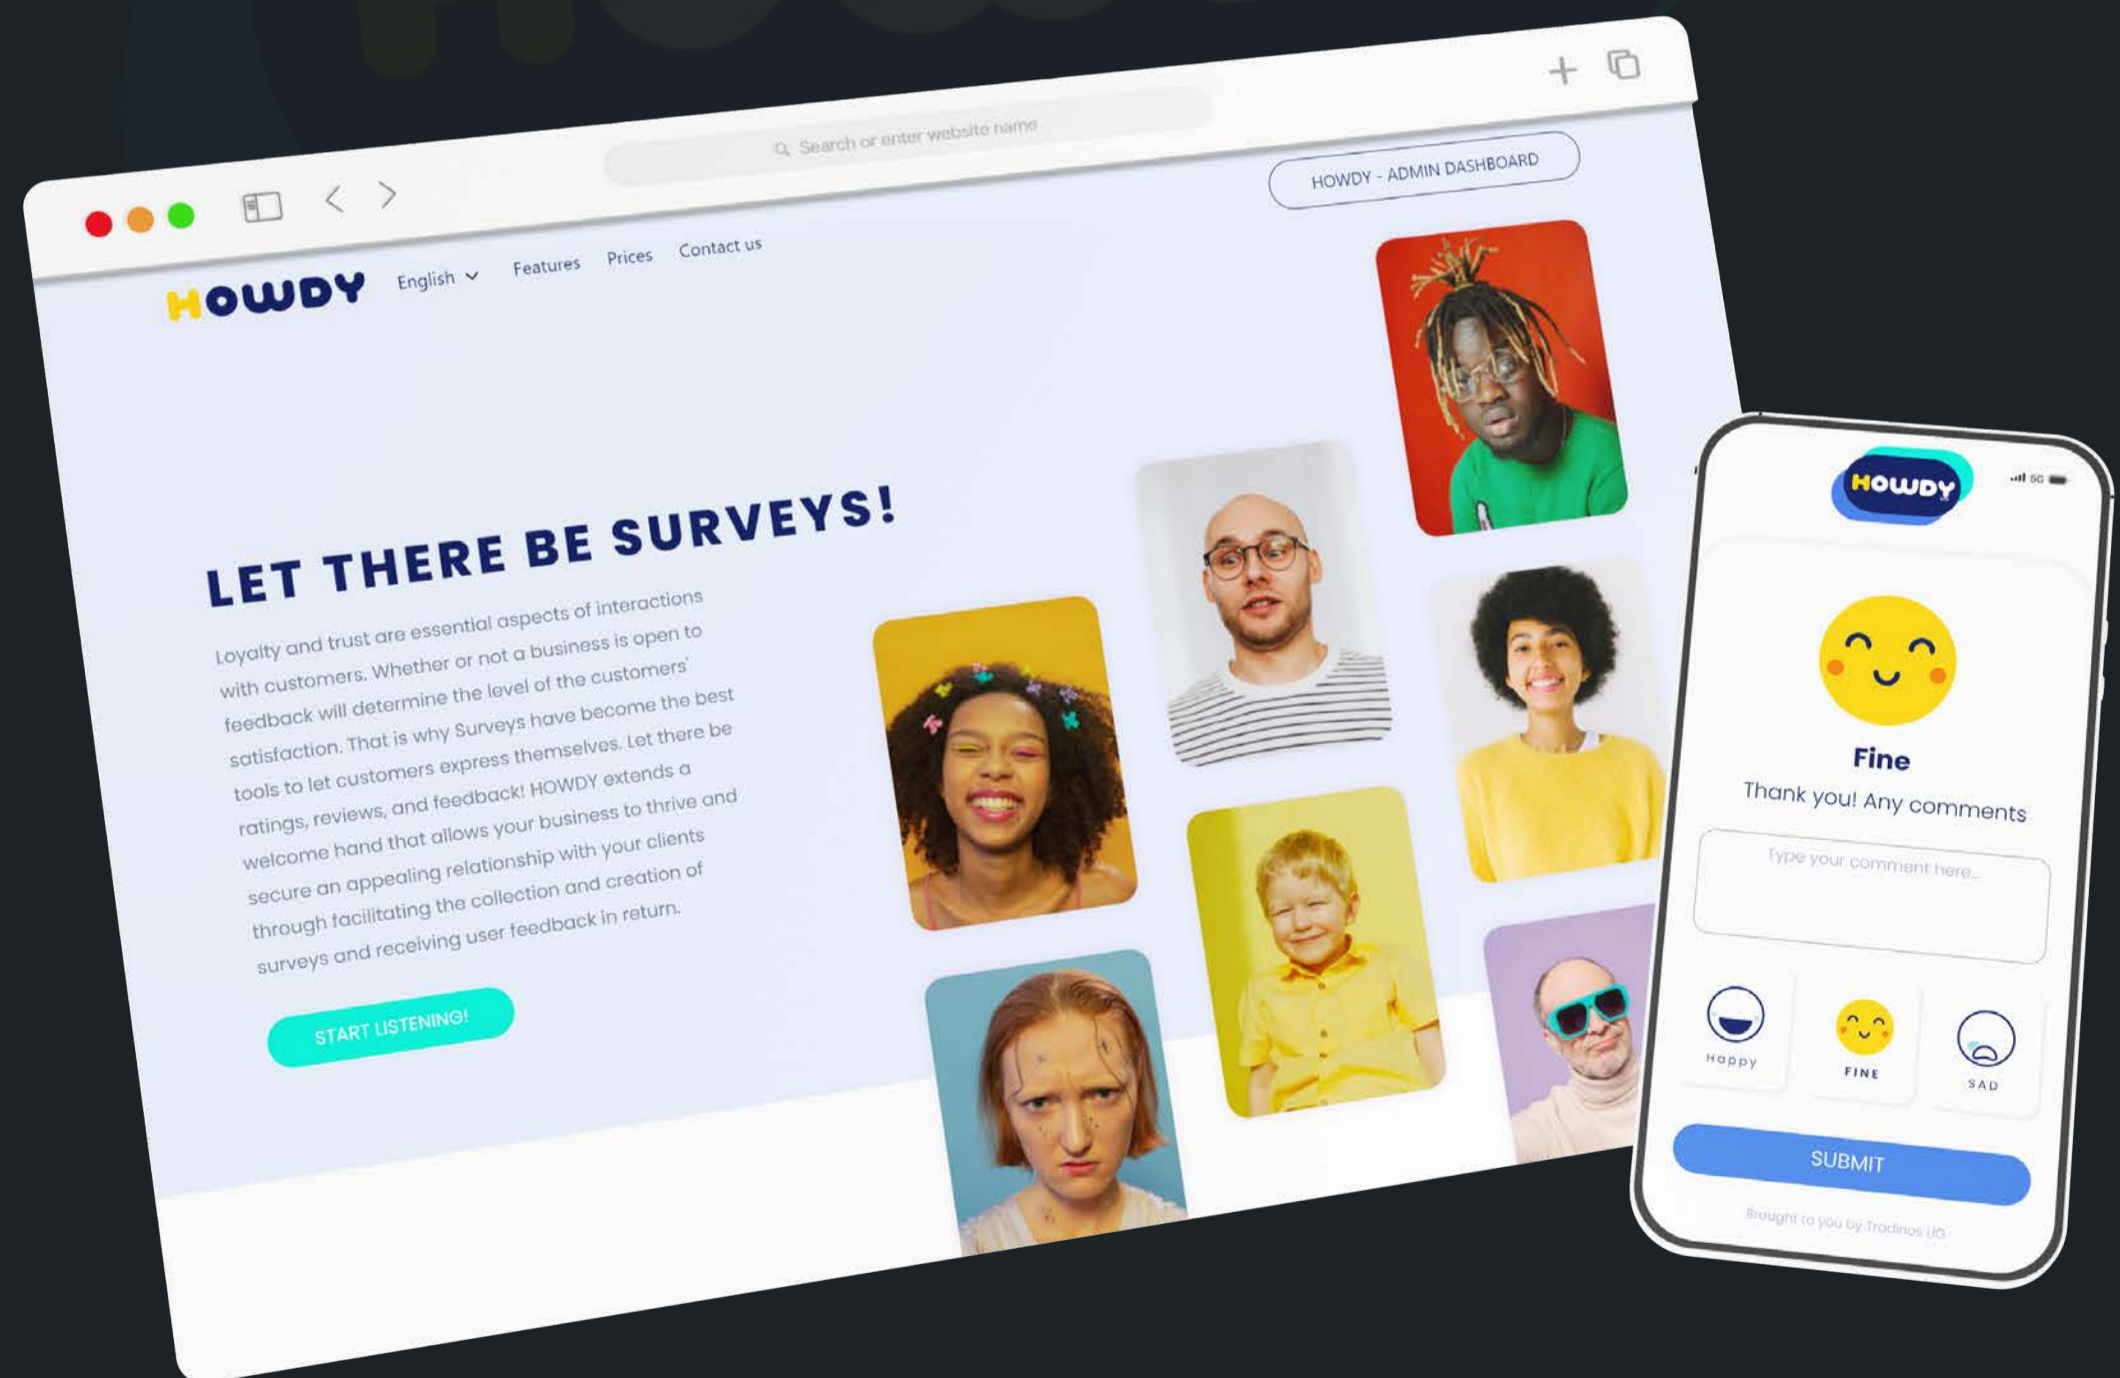 Search or enter website name
HOWDY
English
Features
Prices
Contact us
HOWDY - ADMIN DASHBOARD
LET THERE BE SURVEYS!
Loyalty and trust are essential aspects of interactions
with customers. Whether or not a business is open to
feedback will determine the level of the customers'
satisfaction. That is why Surveys have become the best
tools to let customers express themselves. Let there be
ratings, reviews, and feedback! HOWDY extends a
welcome hand that allows your business to thrive and
secure an appealing relationship with your clients
through facilitating the collection and creation of
surveys and receiving user feedback in return.
START LISTENING!
HOWDY
5G
Fine
Thank you! Any comments
Type your comment here...
Happy
FINE
SAD
SUBMIT
Brought to you by Tradinos UG